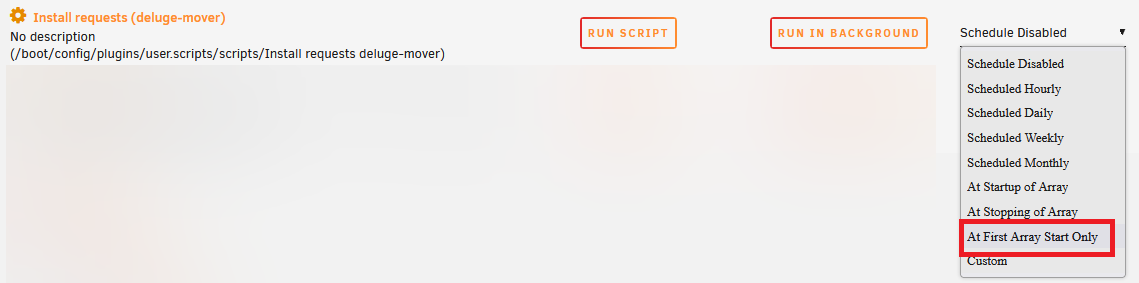 Install requests (deluge-mover)
No description
(/boot/config/plugins/user.scripts/scripts/Install requests deluge-mover)
RUN SCRIPT
RUN IN BACKGROUND
Schedule Disabled
Schedule Disabled
Scheduled Hourly
Scheduled Daily
Scheduled Weekly
Scheduled Monthly
At Startup of Array
At Stopping of Array
At First Array Start Only
Custom